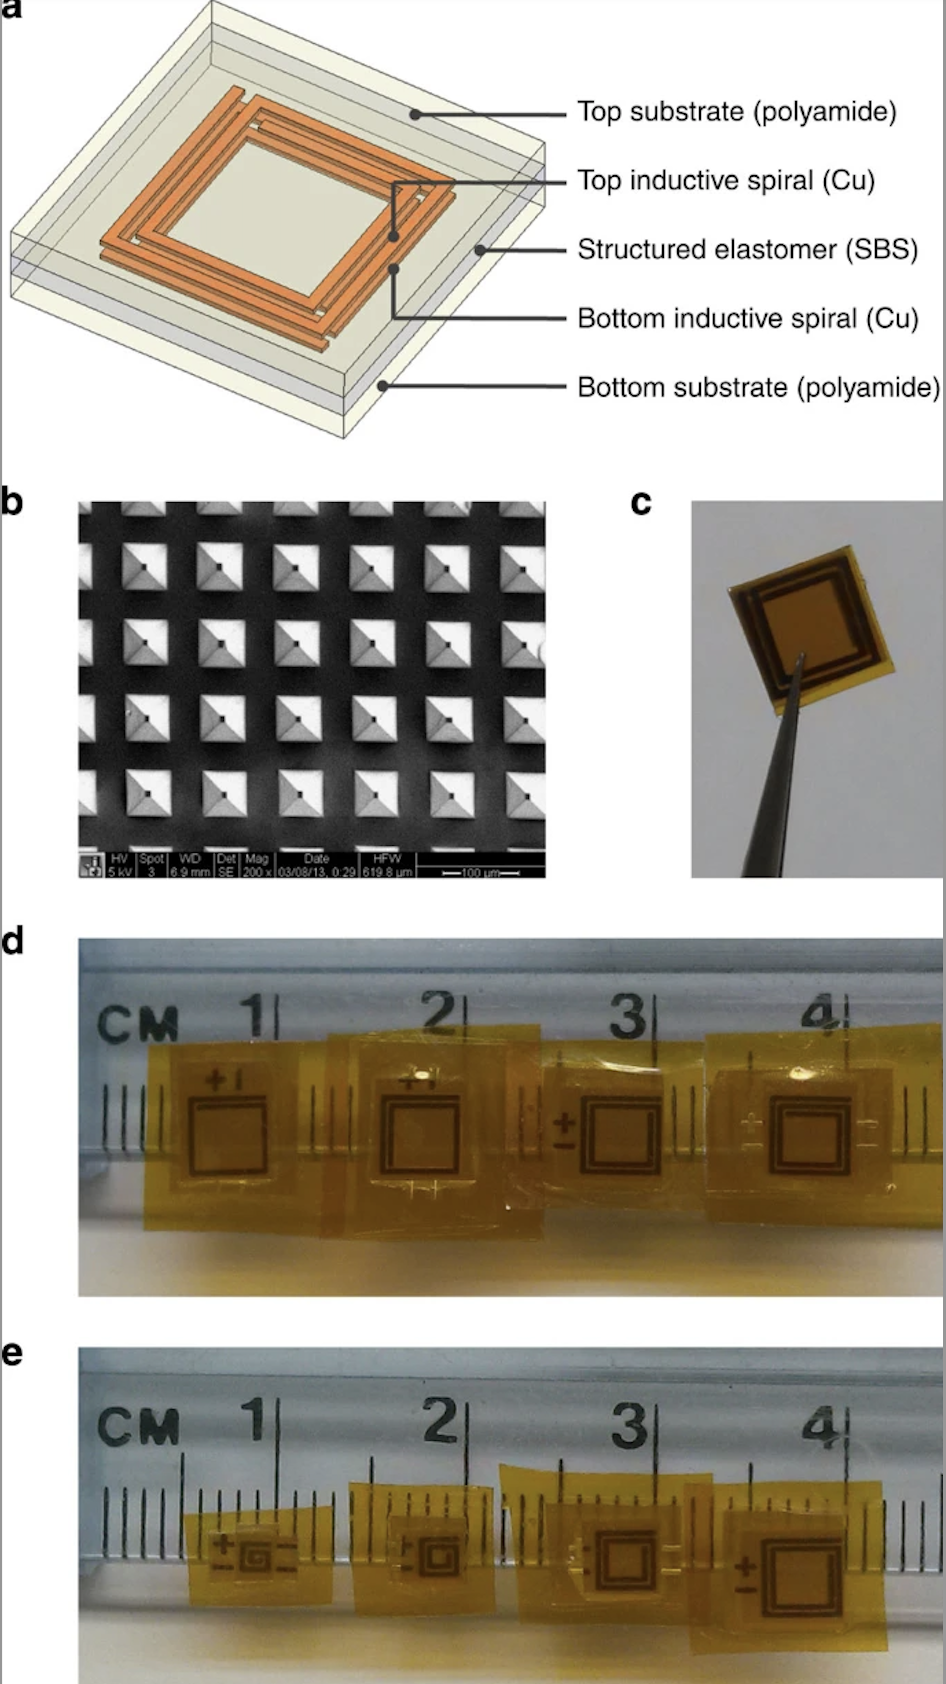 a
Top substrate (polyamide)
Top inductive spiral (Cu)
Structured elastomer (SBS)
Bottom inductive spiral (Cu)
Bottom substrate (polyamide)
b
c
HV Spot WD Det Mag Date HFW
5 kV 3 6.9 mm SE 200 x 03/08/13, 0:29 619.8 µm 100 µm
d
CM 1 2 3 4
+
+
–
e
CM 1 2 3 4
+
–
+
–